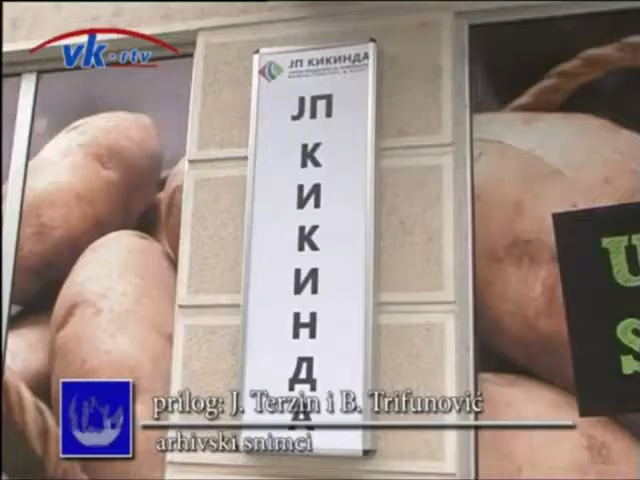 vk·rtv
ЈП КИКИНДА
ЈП
К
И
К
И
Н
Д
А
U
S
prilog: J. Terzin i B. Trifunović
arhivski snimci